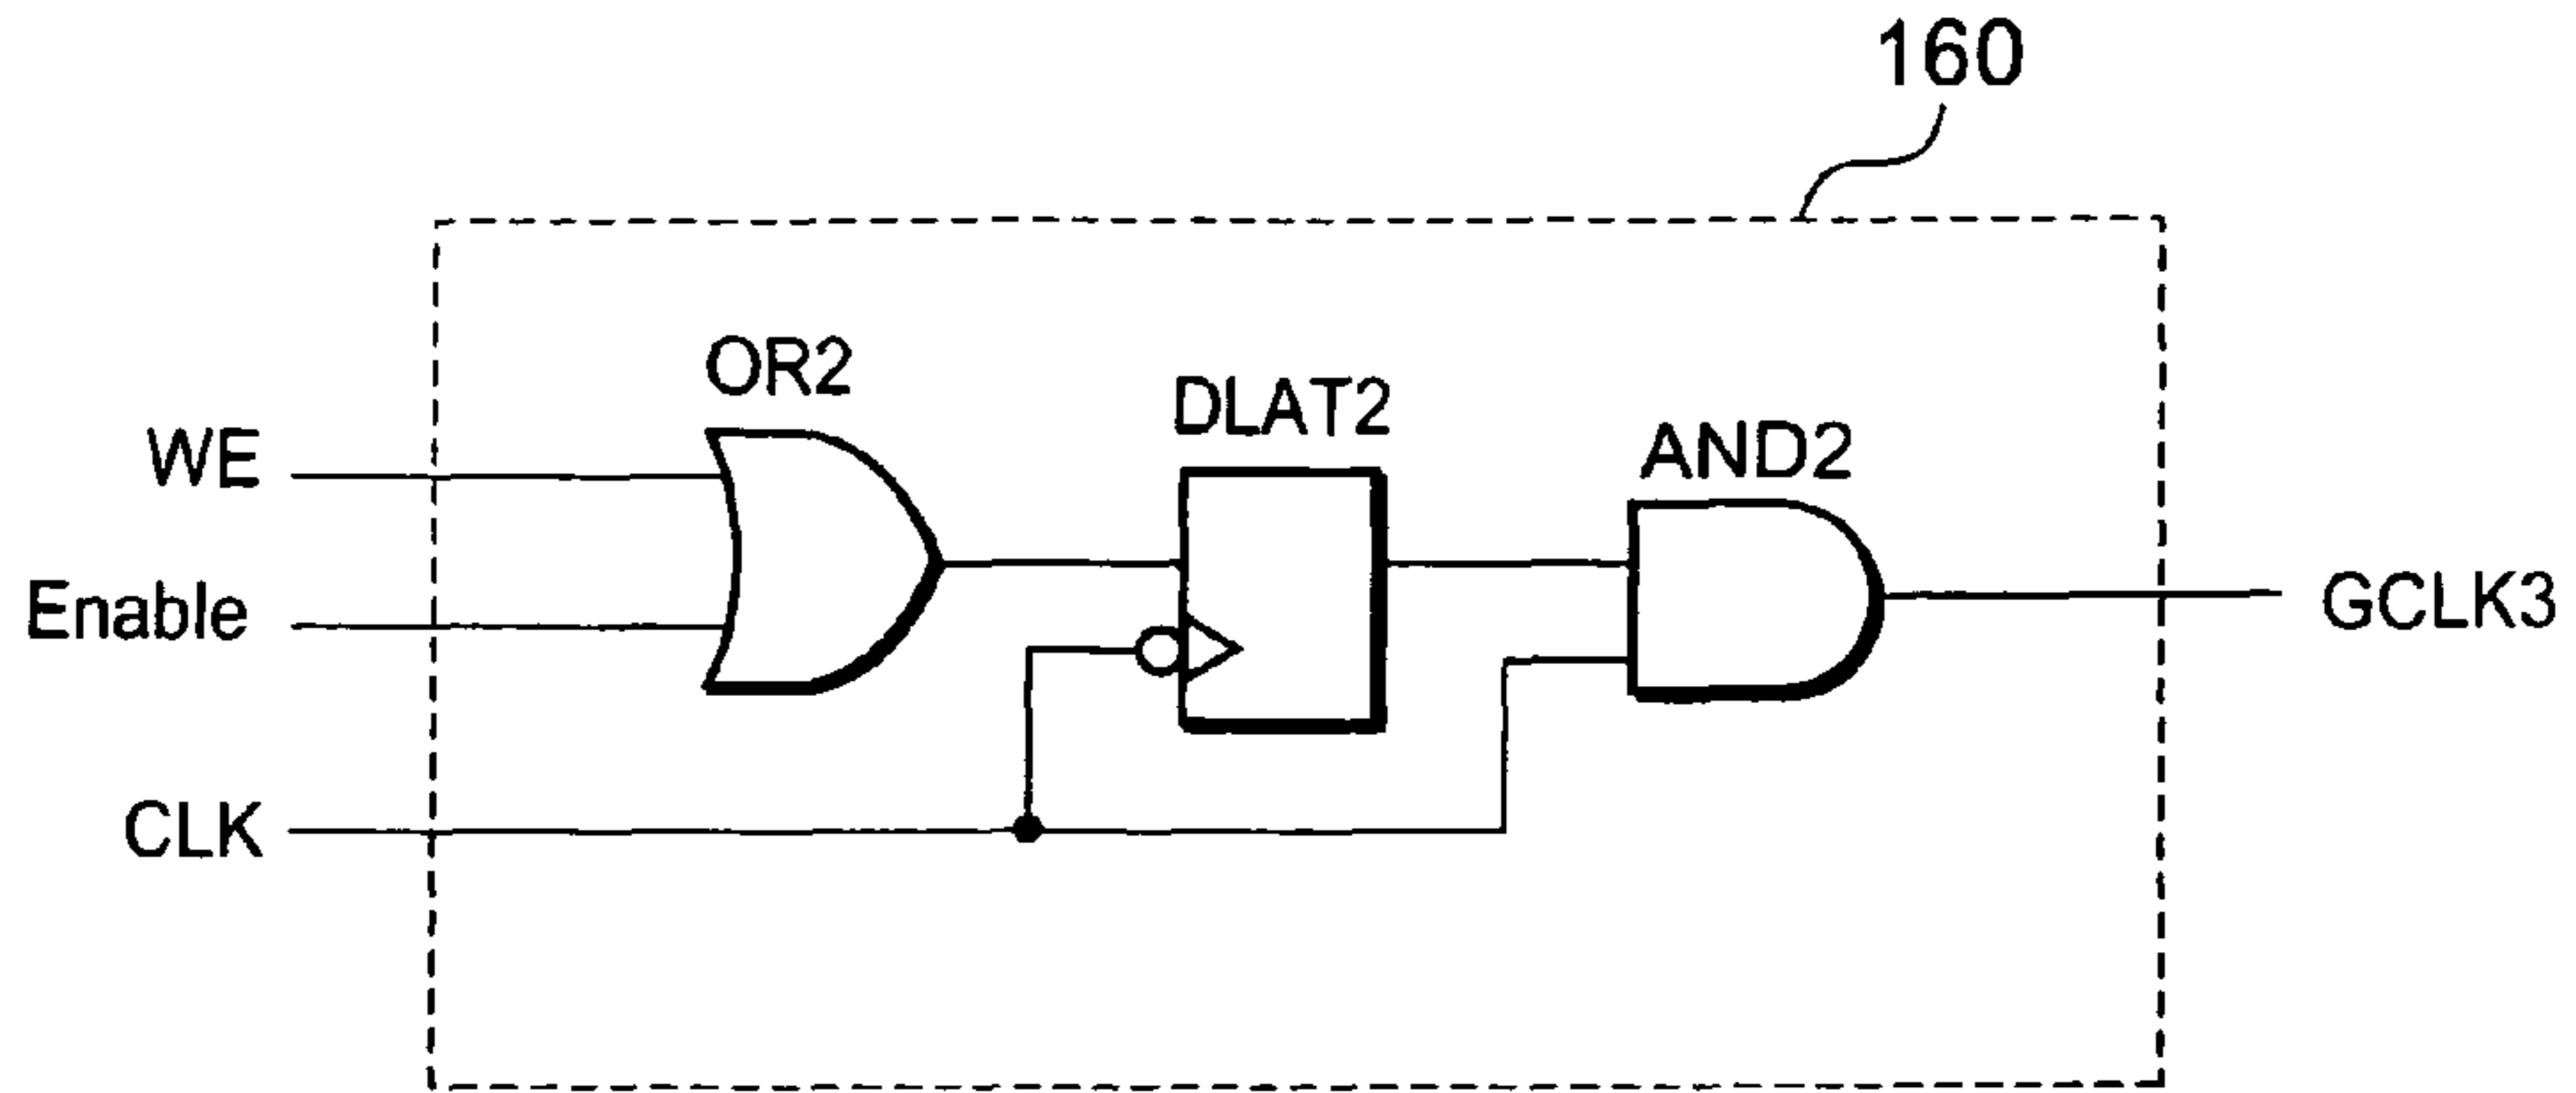 160
OR2
DLAT2
AND2
WE
Enable
CLK
GCLK3